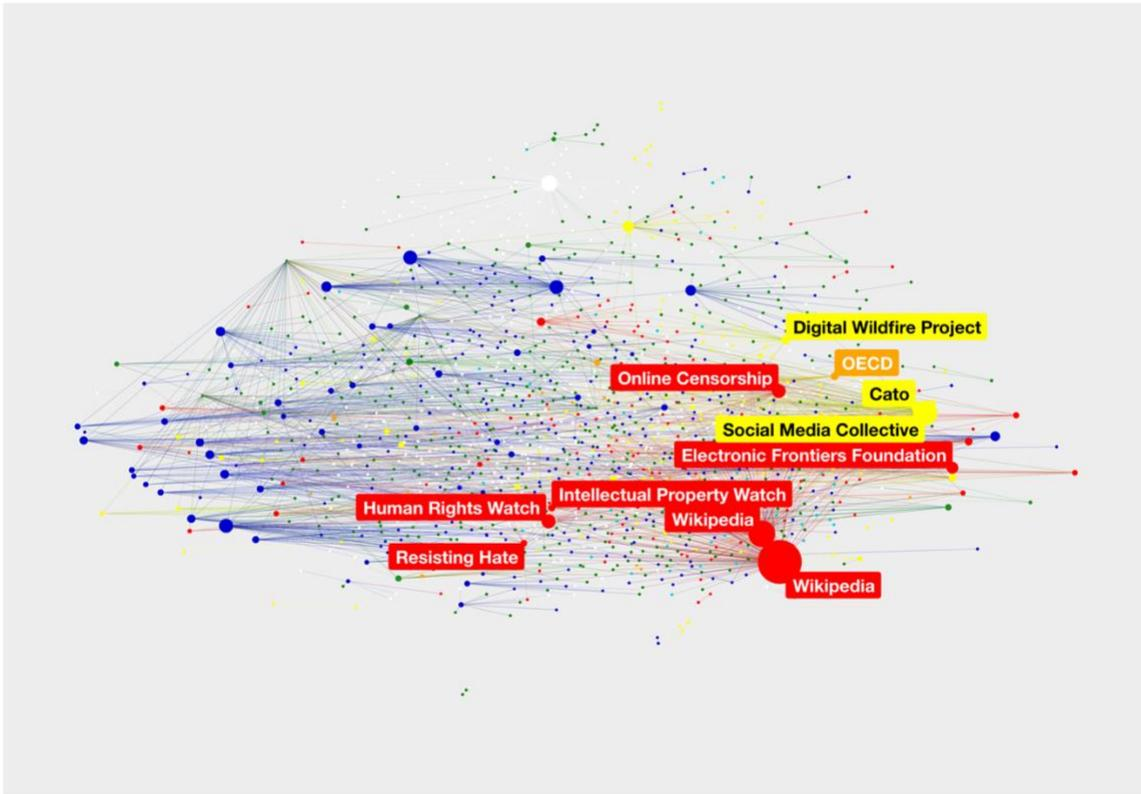 Digital Wildfire Project
OECD
Online Censorship
Cato
Social Media Collective
Electronic Frontiers Foundation
Intellectual Property Watch
Human Rights Watch
Wikipedia
Resisting Hate
Wikipedia